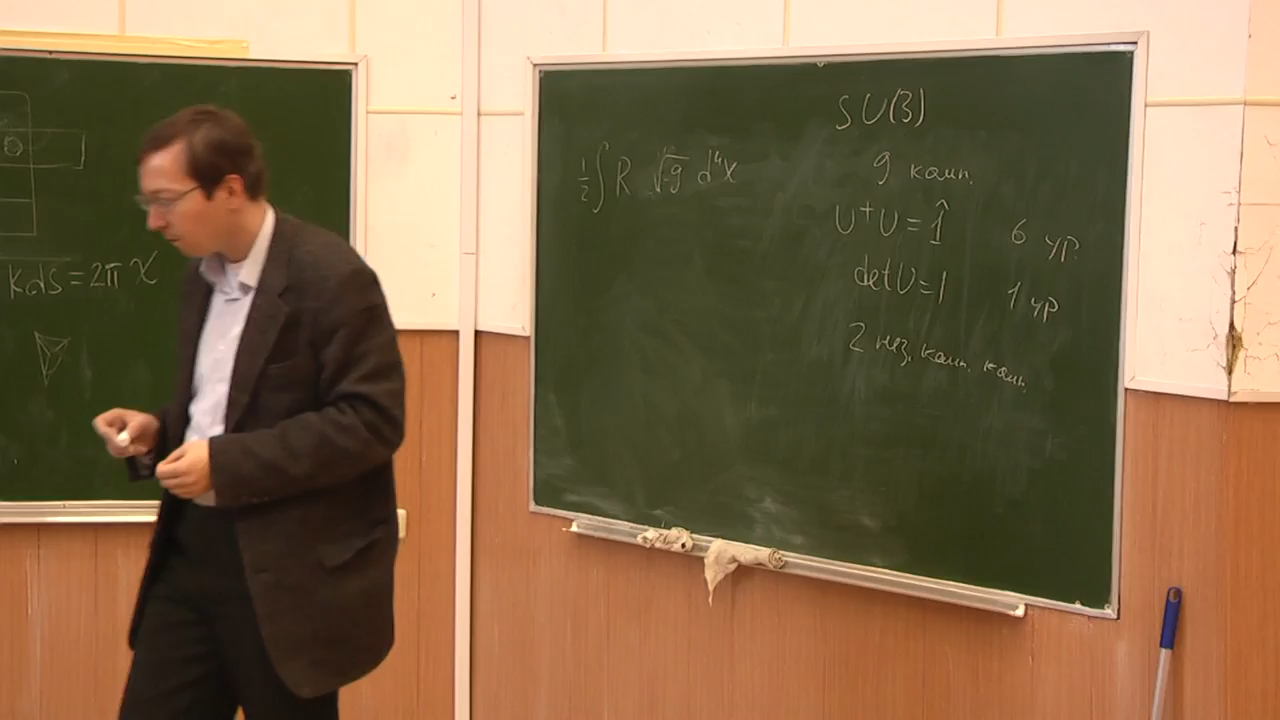 Kds = 2π χ
½ ∫ R √-g d⁴x
SU(3)
9 комп.
U⁺U = 1̂ 6 ур.
det U = 1 1 ур
2 нез. комп. комп.